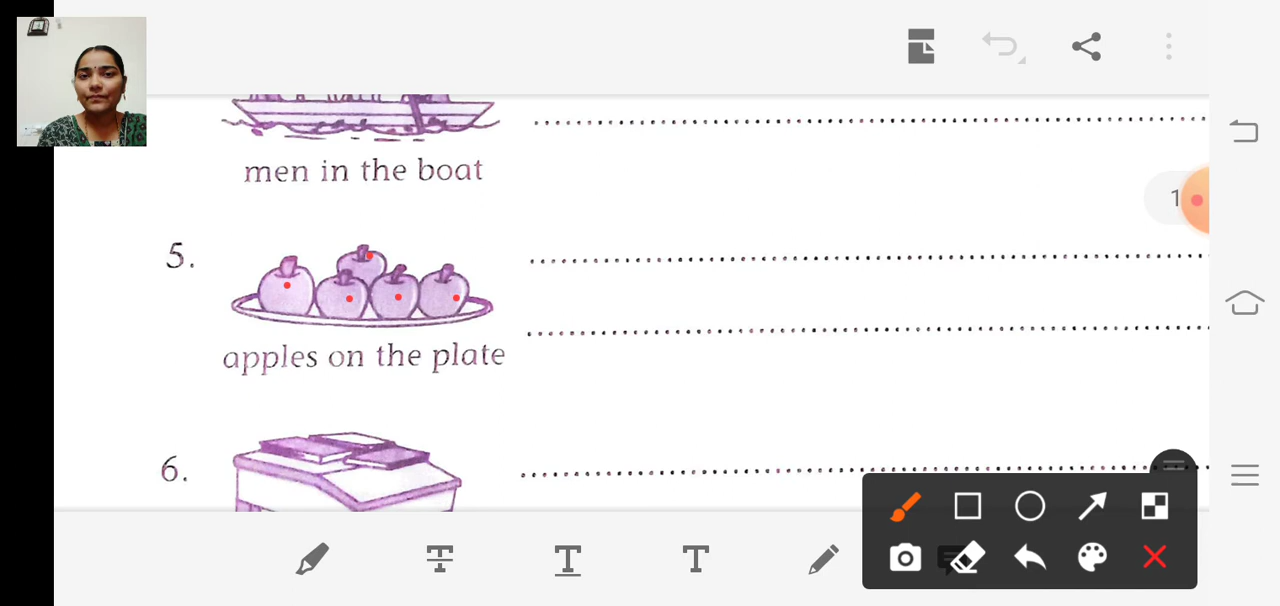 men in the boat
1
5.
apples on the plate
6.
T
T
T